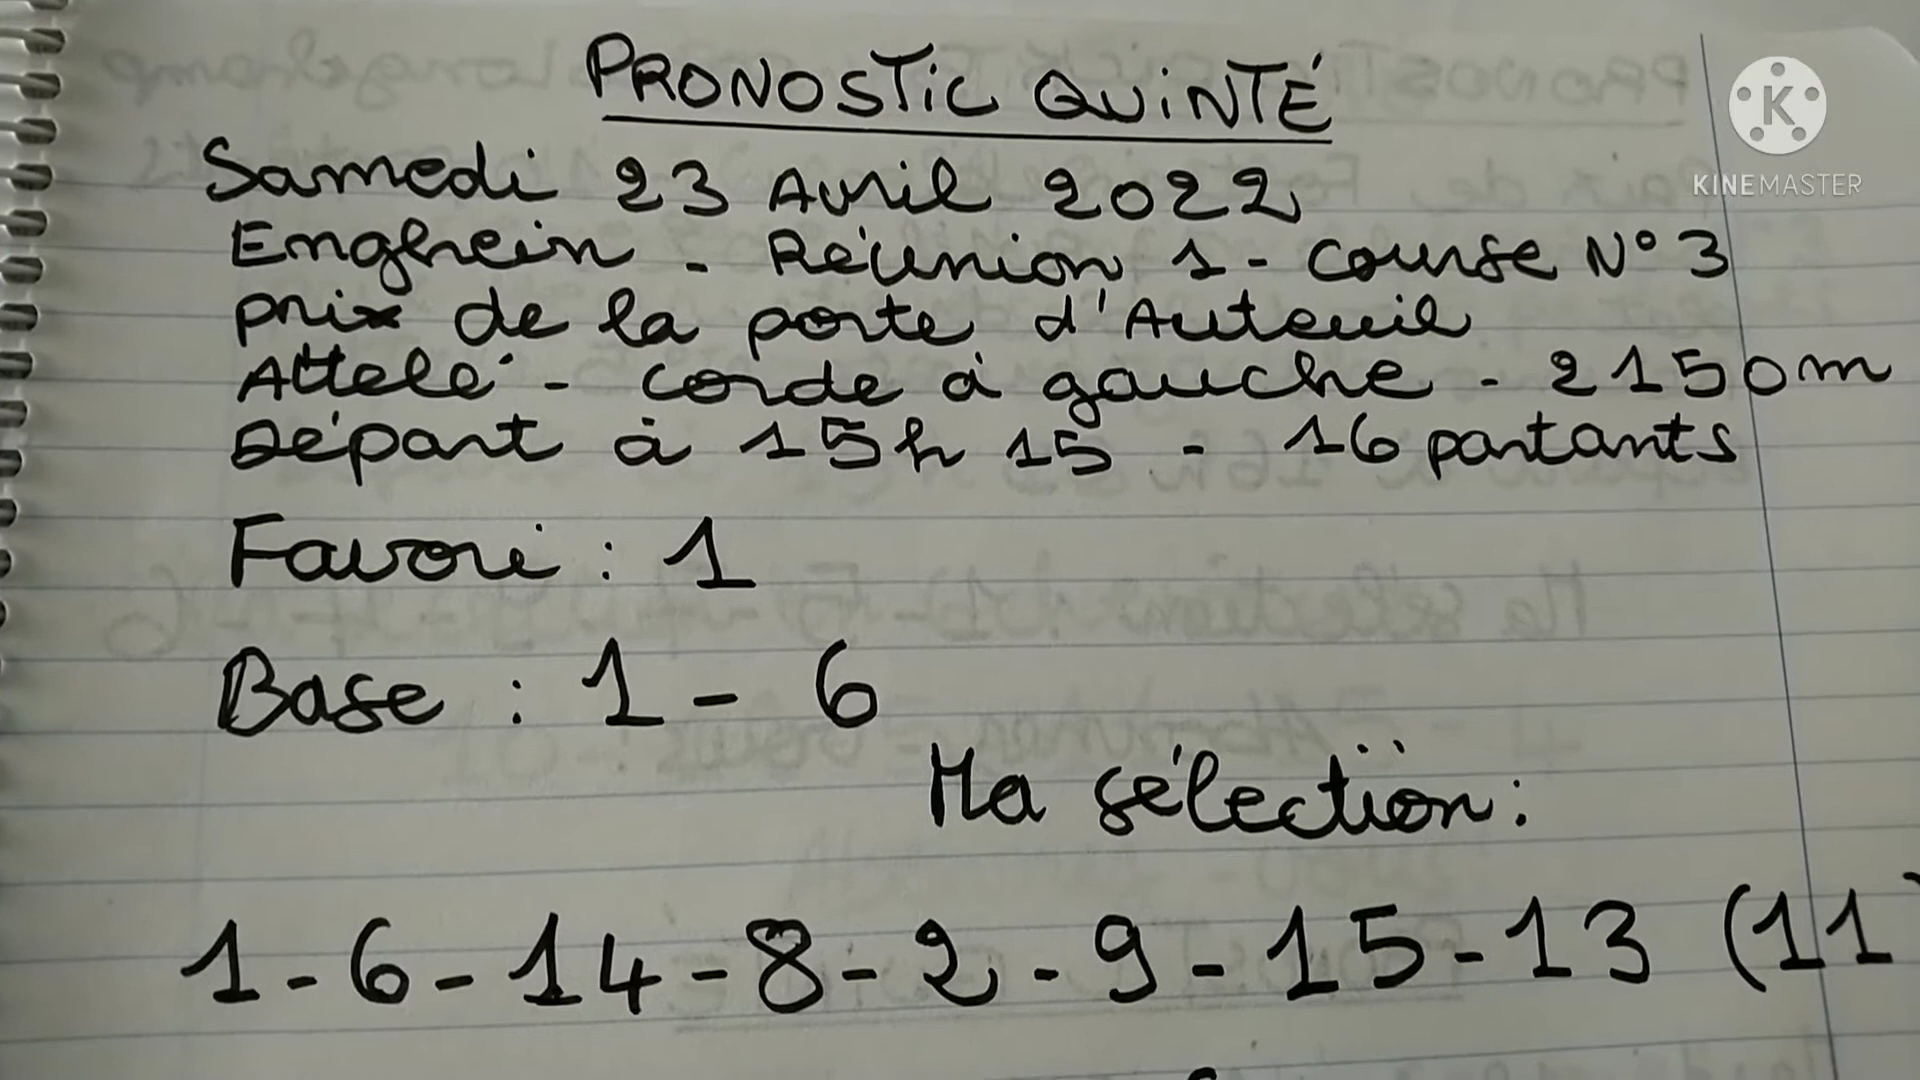 PRONOSTIC QUINTÉ
Samedi 23 Avril 2022
Enghein - Réunion 1 - course N° 3
prix de la porte d'Auteuil
Attelé - corde à gauche - 2150m
Départ à 15h15 - 16 partants
Favori : 1
Base : 1 - 6
Ma sélection :
1 - 6 - 14 - 8 - 2 - 9 - 15 - 13 (11)
K
KINEMASTER